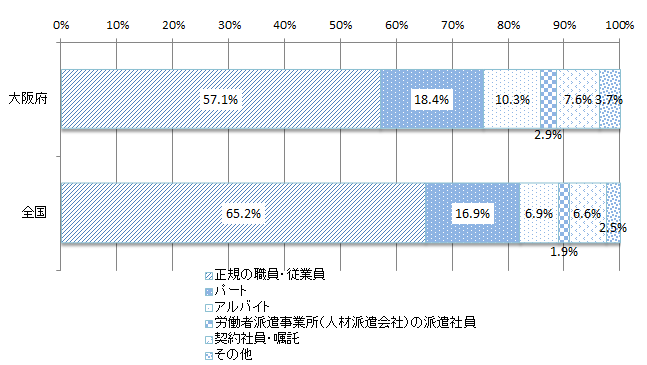 0% 10% 20% 30% 40% 50% 60% 70% 80% 90% 100%
大阪府 57.1% 18.4% 10.3% 2.9% 7.6% 3.7%
全国 65.2% 16.9% 6.9% 1.9% 6.6% 2.5%
正規の職員・従業員
パート
アルバイト
労働者派遣事業所(人材派遣会社)の派遣社員
契約社員・嘱託
その他